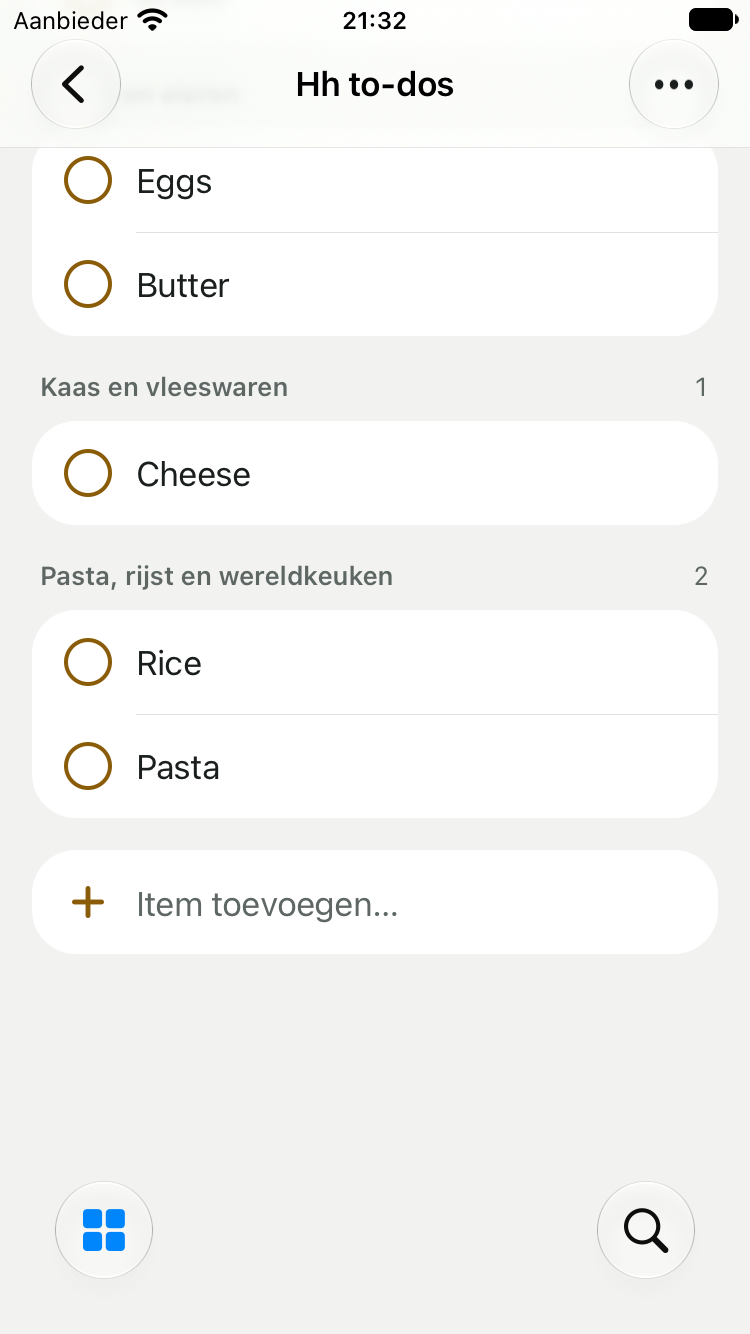 Aanbieder 21:32
Hh to-dos
Eggs
Butter
Kaas en vleeswaren 1
Cheese
Pasta, rijst en wereldkeuken 2
Rice
Pasta
Item toevoegen...